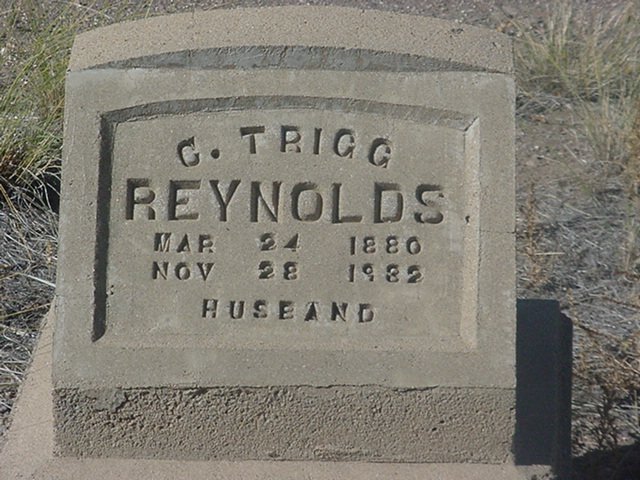 C. TRIGG
REYNOLDS
MAR 24 1880
NOV 28 1932
HUSBAND